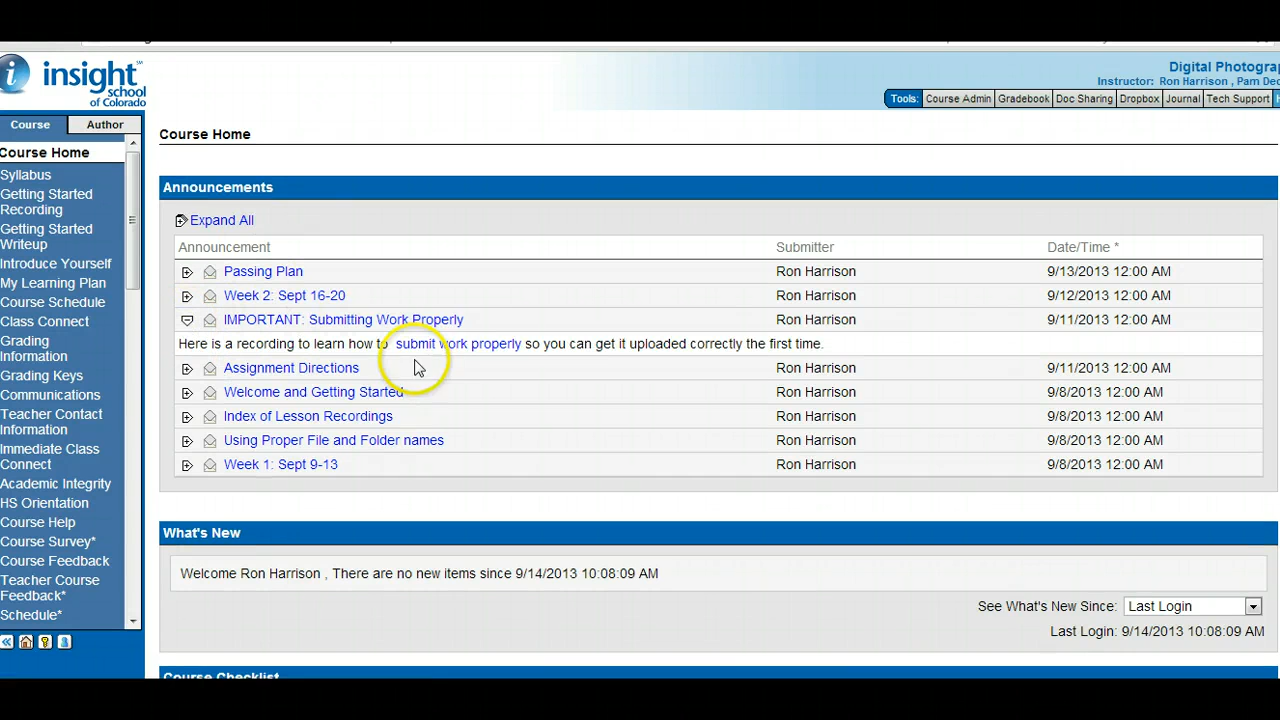 insight
school
of Colorado
Digital Photogra
Instructor: Ron Harrison , Pam De
Tools: Course Admin Gradebook Doc Sharing Dropbox Journal Tech Support
Course Author
Course Home
Syllabus
Getting Started
Recording
Getting Started
Writeup
Introduce Yourself
My Learning Plan
Course Schedule
Class Connect
Grading
Information
Grading Keys
Communications
Teacher Contact
Information
Immediate Class
Connect
Academic Integrity
HS Orientation
Course Help
Course Survey*
Course Feedback
Teacher Course
Feedback*
Schedule*
Course Home
Announcements
Expand All
Announcement Submitter Date/Time *
Passing Plan Ron Harrison 9/13/2013 12:00 AM
Week 2: Sept 16-20 Ron Harrison 9/12/2013 12:00 AM
IMPORTANT: Submitting Work Properly Ron Harrison 9/11/2013 12:00 AM
Here is a recording to learn how to submit work properly so you can get it uploaded correctly the first time.
Assignment Directions Ron Harrison 9/11/2013 12:00 AM
Welcome and Getting Started Ron Harrison 9/8/2013 12:00 AM
Index of Lesson Recordings Ron Harrison 9/8/2013 12:00 AM
Using Proper File and Folder names Ron Harrison 9/8/2013 12:00 AM
Week 1: Sept 9-13 Ron Harrison 9/8/2013 12:00 AM
What's New
Welcome Ron Harrison , There are no new items since 9/14/2013 10:08:09 AM
See What's New Since: Last Login
Last Login: 9/14/2013 10:08:09 AM
Course Checklist